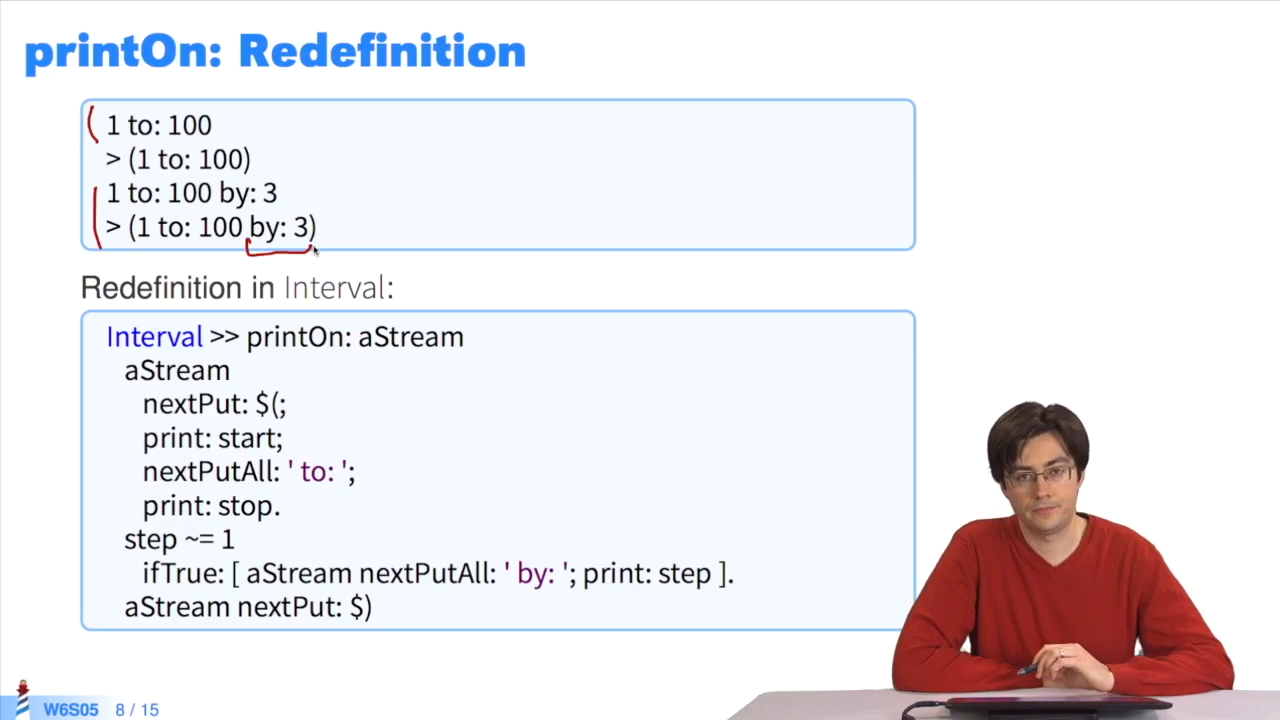 printOn: Redefinition
1 to: 100
> (1 to: 100)
1 to: 100 by: 3
> (1 to: 100 by: 3)
Redefinition in Interval:
Interval >> printOn: aStream
aStream
nextPut: $(;
print: start;
nextPutAll: ' to: ';
print: stop.
step ~= 1
ifTrue: [ aStream nextPutAll: ' by: '; print: step ].
aStream nextPut: $)
W6S05 8 / 15